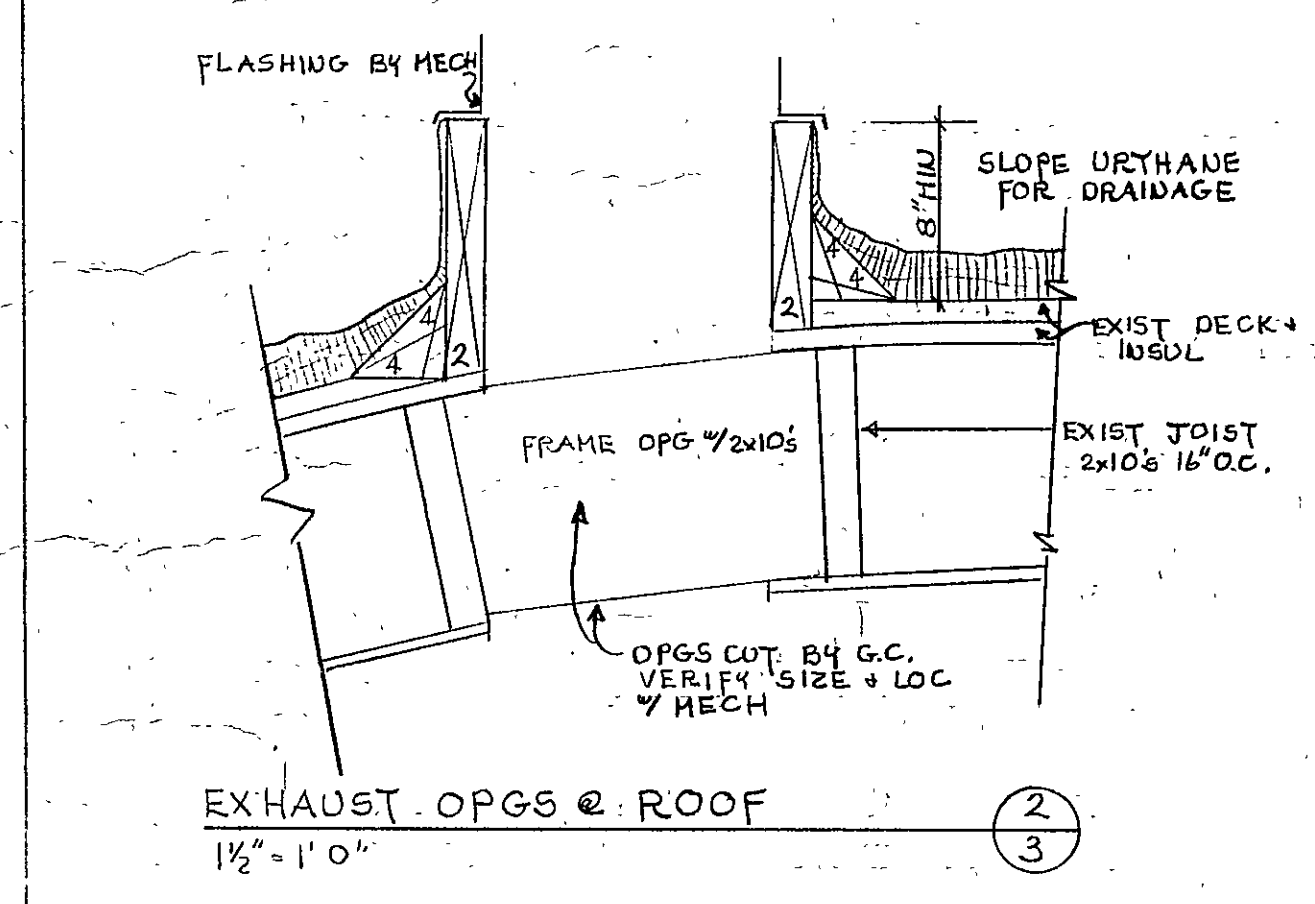 FLASHING BY MECH
8" MIN
SLOPE URTHANE
FOR DRAINAGE
4
4
2
4
4
2
EXIST DECK &
INSUL
FRAME OPG w/2x10's
EXIST JOIST
2x10's 16" O.C.
OPGS CUT BY G.C.
VERIFY SIZE & LOC
w/ MECH
EXHAUST OPGS @ ROOF
1½" = 1' 0"
2
3